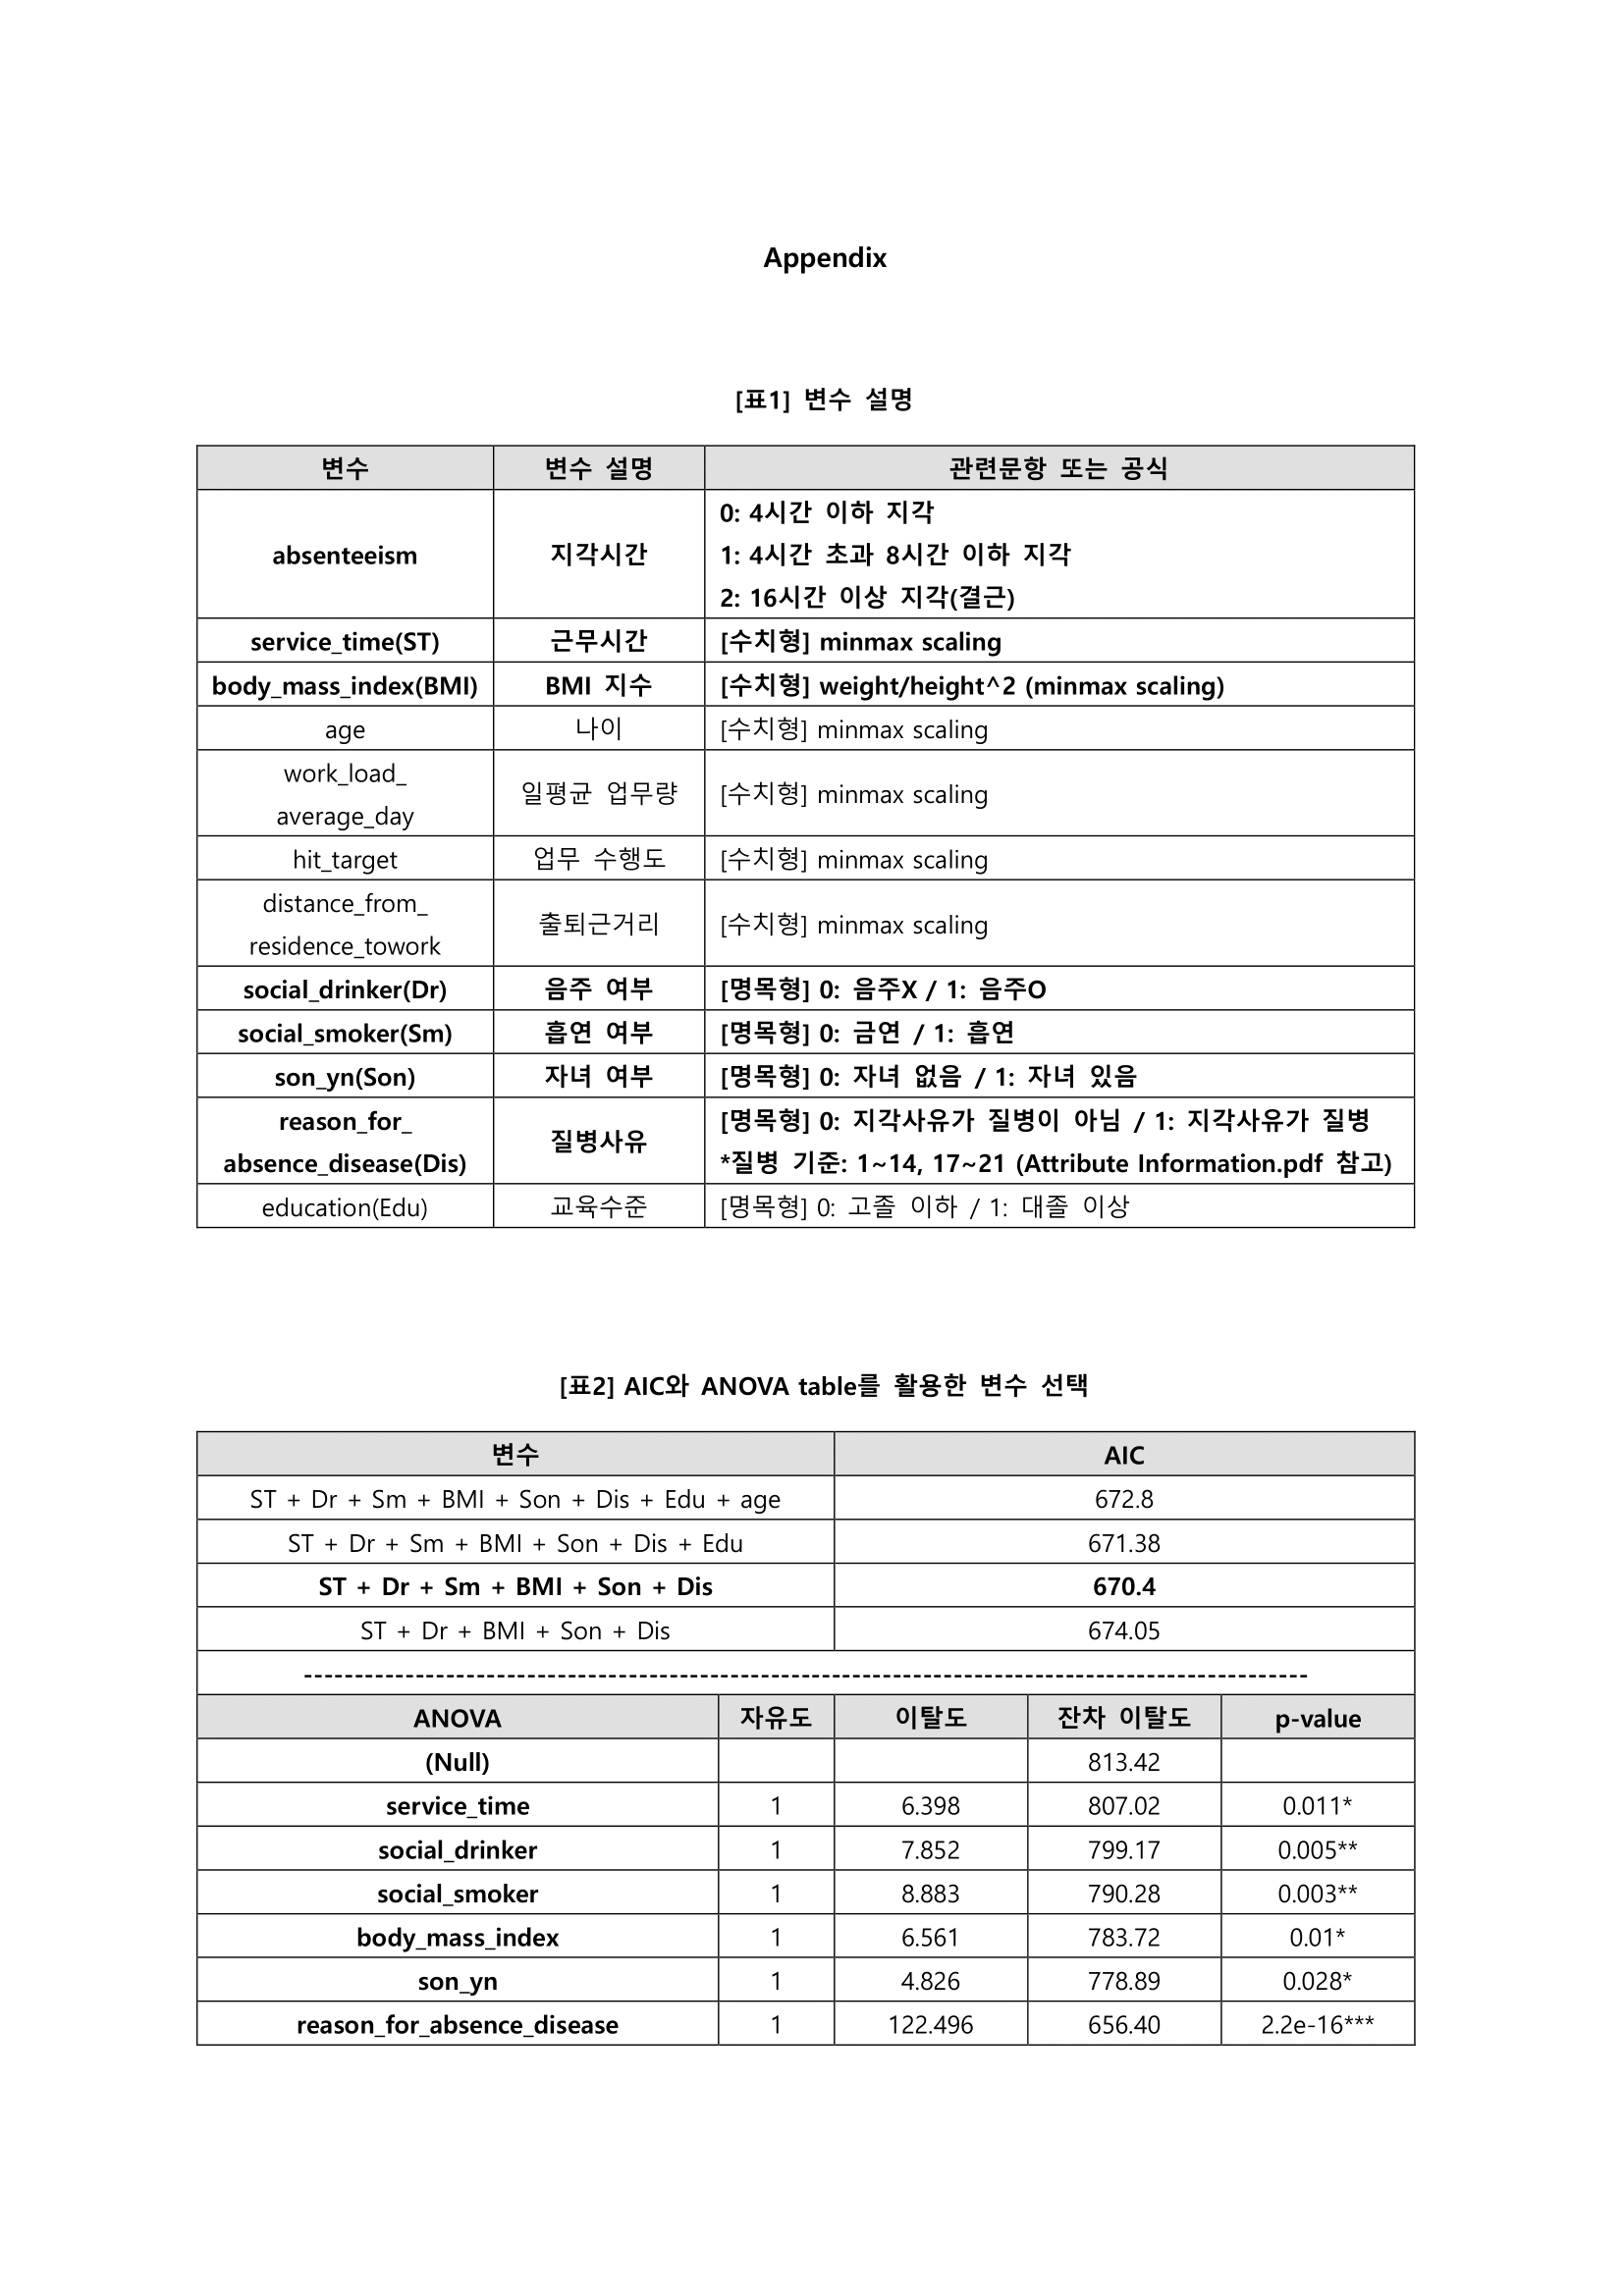 Appendix
[표1] 변수 설명
변수 변수 설명 관련문항 또는 공식
absenteeism 지각시간 0: 4시간 이하 지각
1: 4시간 초과 8시간 이하 지각
2: 16시간 이상 지각(결근)
service_time(ST) 근무시간 [수치형] minmax scaling
body_mass_index(BMI) BMI 지수 [수치형] weight/height^2 (minmax scaling)
age 나이 [수치형] minmax scaling
work_load_
average_day 일평균 업무량 [수치형] minmax scaling
hit_target 업무 수행도 [수치형] minmax scaling
distance_from_
residence_towork 출퇴근거리 [수치형] minmax scaling
social_drinker(Dr) 음주 여부 [명목형] 0: 음주X / 1: 음주O
social_smoker(Sm) 흡연 여부 [명목형] 0: 금연 / 1: 흡연
son_yn(Son) 자녀 여부 [명목형] 0: 자녀 없음 / 1: 자녀 있음
reason_for_
absence_disease(Dis) 질병사유 [명목형] 0: 지각사유가 질병이 아님 / 1: 지각사유가 질병
*질병 기준: 1~14, 17~21 (Attribute Information.pdf 참고)
education(Edu) 교육수준 [명목형] 0: 고졸 이하 / 1: 대졸 이상
[표2] AIC와 ANOVA table를 활용한 변수 선택
변수 AIC
ST + Dr + Sm + BMI + Son + Dis + Edu + age 672.8
ST + Dr + Sm + BMI + Son + Dis + Edu 671.38
ST + Dr + Sm + BMI + Son + Dis 670.4
ST + Dr + BMI + Son + Dis 674.05
ANOVA 자유도 이탈도 잔차 이탈도 p-value
(Null) 813.42
service_time 1 6.398 807.02 0.011*
social_drinker 1 7.852 799.17 0.005**
social_smoker 1 8.883 790.28 0.003**
body_mass_index 1 6.561 783.72 0.01*
son_yn 1 4.826 778.89 0.028*
reason_for_absence_disease 1 122.496 656.40 2.2e-16***